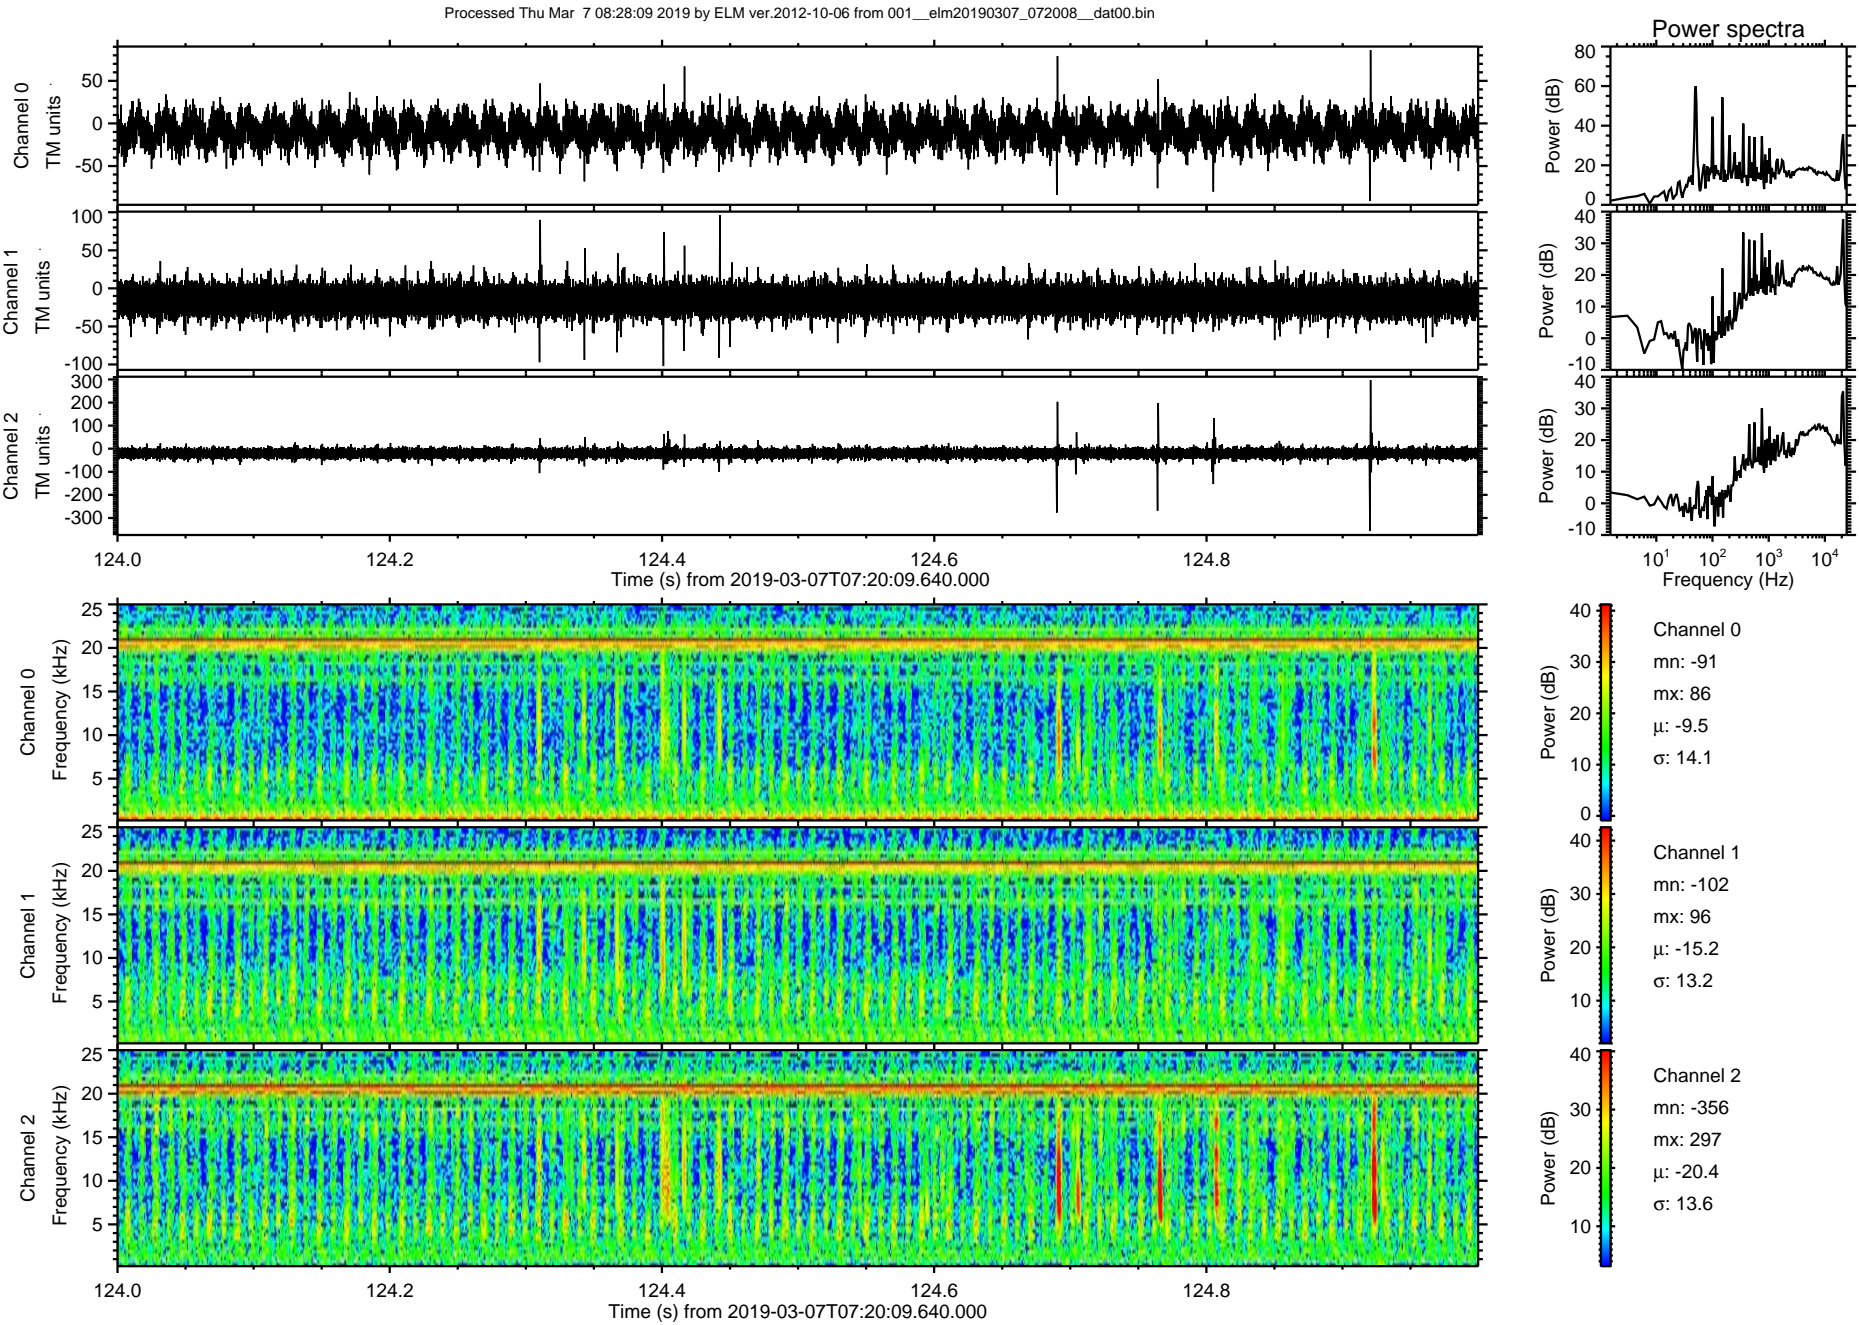 Processed Thu Mar  7 08:28:09 2019 by ELM ver.2012-10-06 from 001__elm20190307_072008__dat00.bin
Power spectra
Channel 0
TM units
50
0
-50
Power (dB)
80
60
40
20
0
Channel 1
TM units
100
50
0
-50
-100
Power (dB)
40
30
20
10
0
-10
Channel 2
TM units
300
200
100
0
-100
-200
-300
Power (dB)
40
30
20
10
0
-10
124.0 124.2 124.4 124.6 124.8
Time (s) from 2019-03-07T07:20:09.640.000
10^1 10^2 10^3 10^4
Frequency (Hz)
Channel 0
Frequency (kHz)
25
20
15
10
5
Power (dB)
40
30
20
10
0
Channel 0
mn: -91
mx: 86
μ: -9.5
σ: 14.1
Channel 1
Frequency (kHz)
25
20
15
10
5
Power (dB)
40
30
20
10
Channel 1
mn: -102
mx: 96
μ: -15.2
σ: 13.2
Channel 2
Frequency (kHz)
25
20
15
10
5
Power (dB)
40
30
20
10
Channel 2
mn: -356
mx: 297
μ: -20.4
σ: 13.6
124.0 124.2 124.4 124.6 124.8
Time (s) from 2019-03-07T07:20:09.640.000